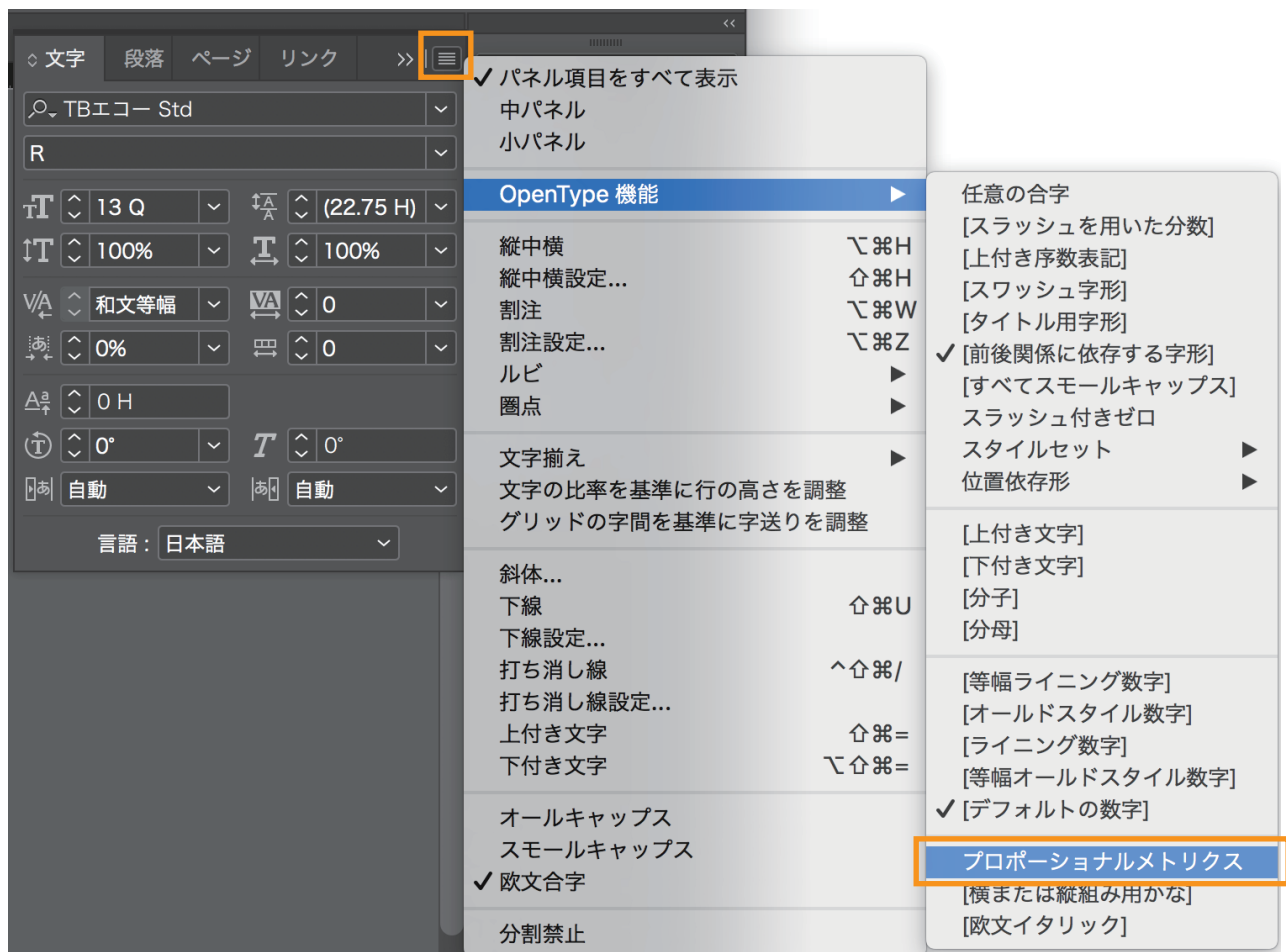 文字 段落 ページ リンク
TBエコー Std
R
13 Q (22.75 H)
100% 100%
和文等幅 0
0% 0
0 H
0° 0°
自動 自動
言語 : 日本語
パネル項目をすべて表示
中パネル
小パネル
OpenType 機能
縦中横 ⌥⌘H
縦中横設定... ⇧⌘H
割注 ⌥⌘W
割注設定... ⌥⌘Z
ルビ
圏点
文字揃え
文字の比率を基準に行の高さを調整
グリッドの字間を基準に字送りを調整
斜体...
下線 ⇧⌘U
下線設定...
打ち消し線 ^⇧⌘/
打ち消し線設定...
上付き文字 ⇧⌘=
下付き文字 ⌥⇧⌘=
オールキャップス
スモールキャップス
欧文合字
分割禁止
任意の合字
[スラッシュを用いた分数]
[上付き序数表記]
[スワッシュ字形]
[タイトル用字形]
[前後関係に依存する字形]
[すべてスモールキャップス]
スラッシュ付きゼロ
スタイルセット
位置依存形
[上付き文字]
[下付き文字]
[分子]
[分母]
[等幅ライニング数字]
[オールドスタイル数字]
[ライニング数字]
[等幅オールドスタイル数字]
[デフォルトの数字]
プロポーショナルメトリクス
[横または縦組み用かな]
[欧文イタリック]